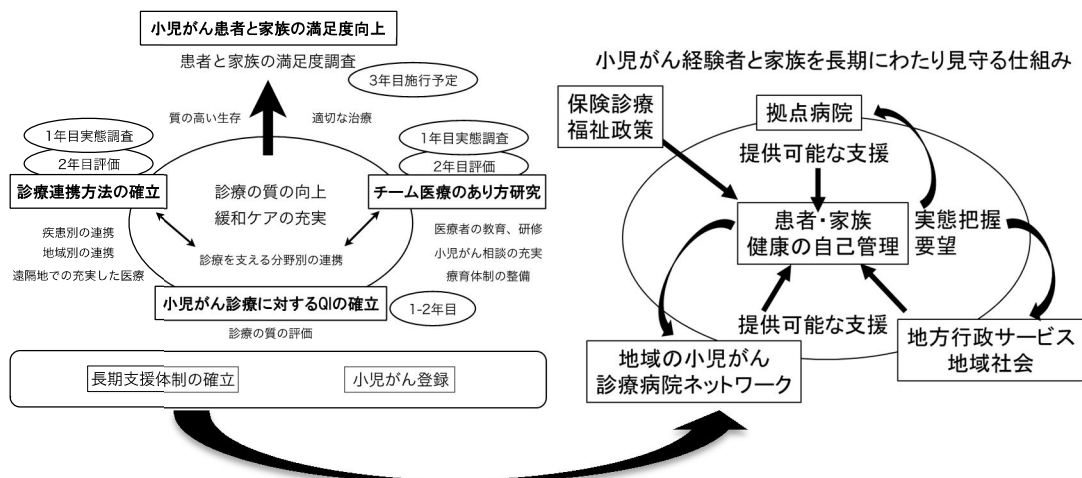 小児がん患者と家族の満足度向上
患者と家族の満足度調査
3年目施行予定
質の高い生存
適切な治療
1年目実態調査
2年目評価
診療連携方法の確立
1年目実態調査
2年目評価
チーム医療のあり方研究
診療の質の向上
緩和ケアの充実
疾患別の連携
地域別の連携
遠隔地での充実した医療
診療を支える分野別の連携
医療者の教育、研修
小児がん相談の充実
療育体制の整備
小児がん診療に対するQIの確立
1-2年目
診療の質の評価
長期支援体制の確立
小児がん登録
小児がん経験者と家族を長期にわたり見守る仕組み
保険診療
福祉政策
拠点病院
提供可能な支援
患者・家族
健康の自己管理
実態把握
要望
提供可能な支援
地域の小児がん
診療病院ネットワーク
地方行政サービス
地域社会